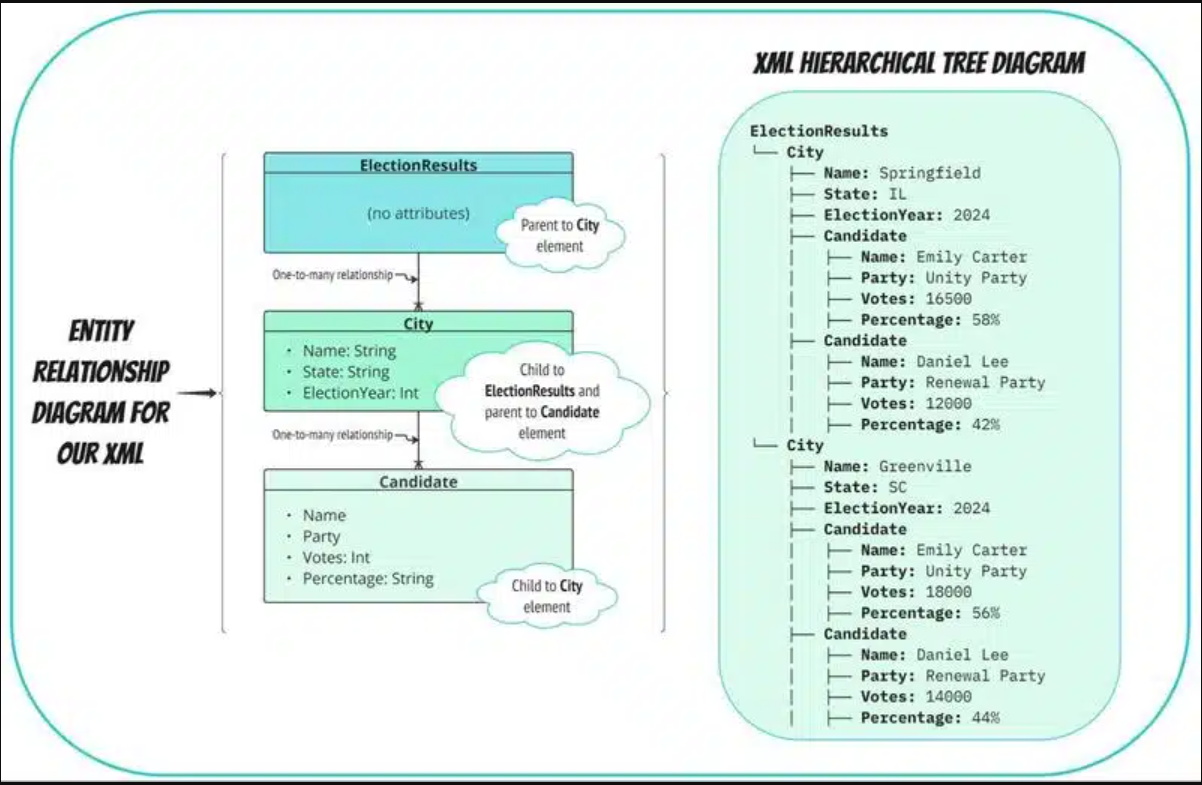 XML HIERARCHICAL TREE DIAGRAM
ENTITY
RELATIONSHIP
DIAGRAM FOR
OUR XML
ElectionResults
(no attributes)
Parent to City
element
One-to-many relationship
City
• Name: String
• State: String
• ElectionYear: Int
Child to
ElectionResults and
parent to Candidate
element
One-to-many relationship
Candidate
• Name
• Party
• Votes: Int
• Percentage: String
Child to City
element
ElectionResults
City
Name: Springfield
State: IL
ElectionYear: 2024
Candidate
Name: Emily Carter
Party: Unity Party
Votes: 16500
Percentage: 58%
Candidate
Name: Daniel Lee
Party: Renewal Party
Votes: 12000
Percentage: 42%
City
Name: Greenville
State: SC
ElectionYear: 2024
Candidate
Name: Emily Carter
Party: Unity Party
Votes: 18000
Percentage: 56%
Candidate
Name: Daniel Lee
Party: Renewal Party
Votes: 14000
Percentage: 44%